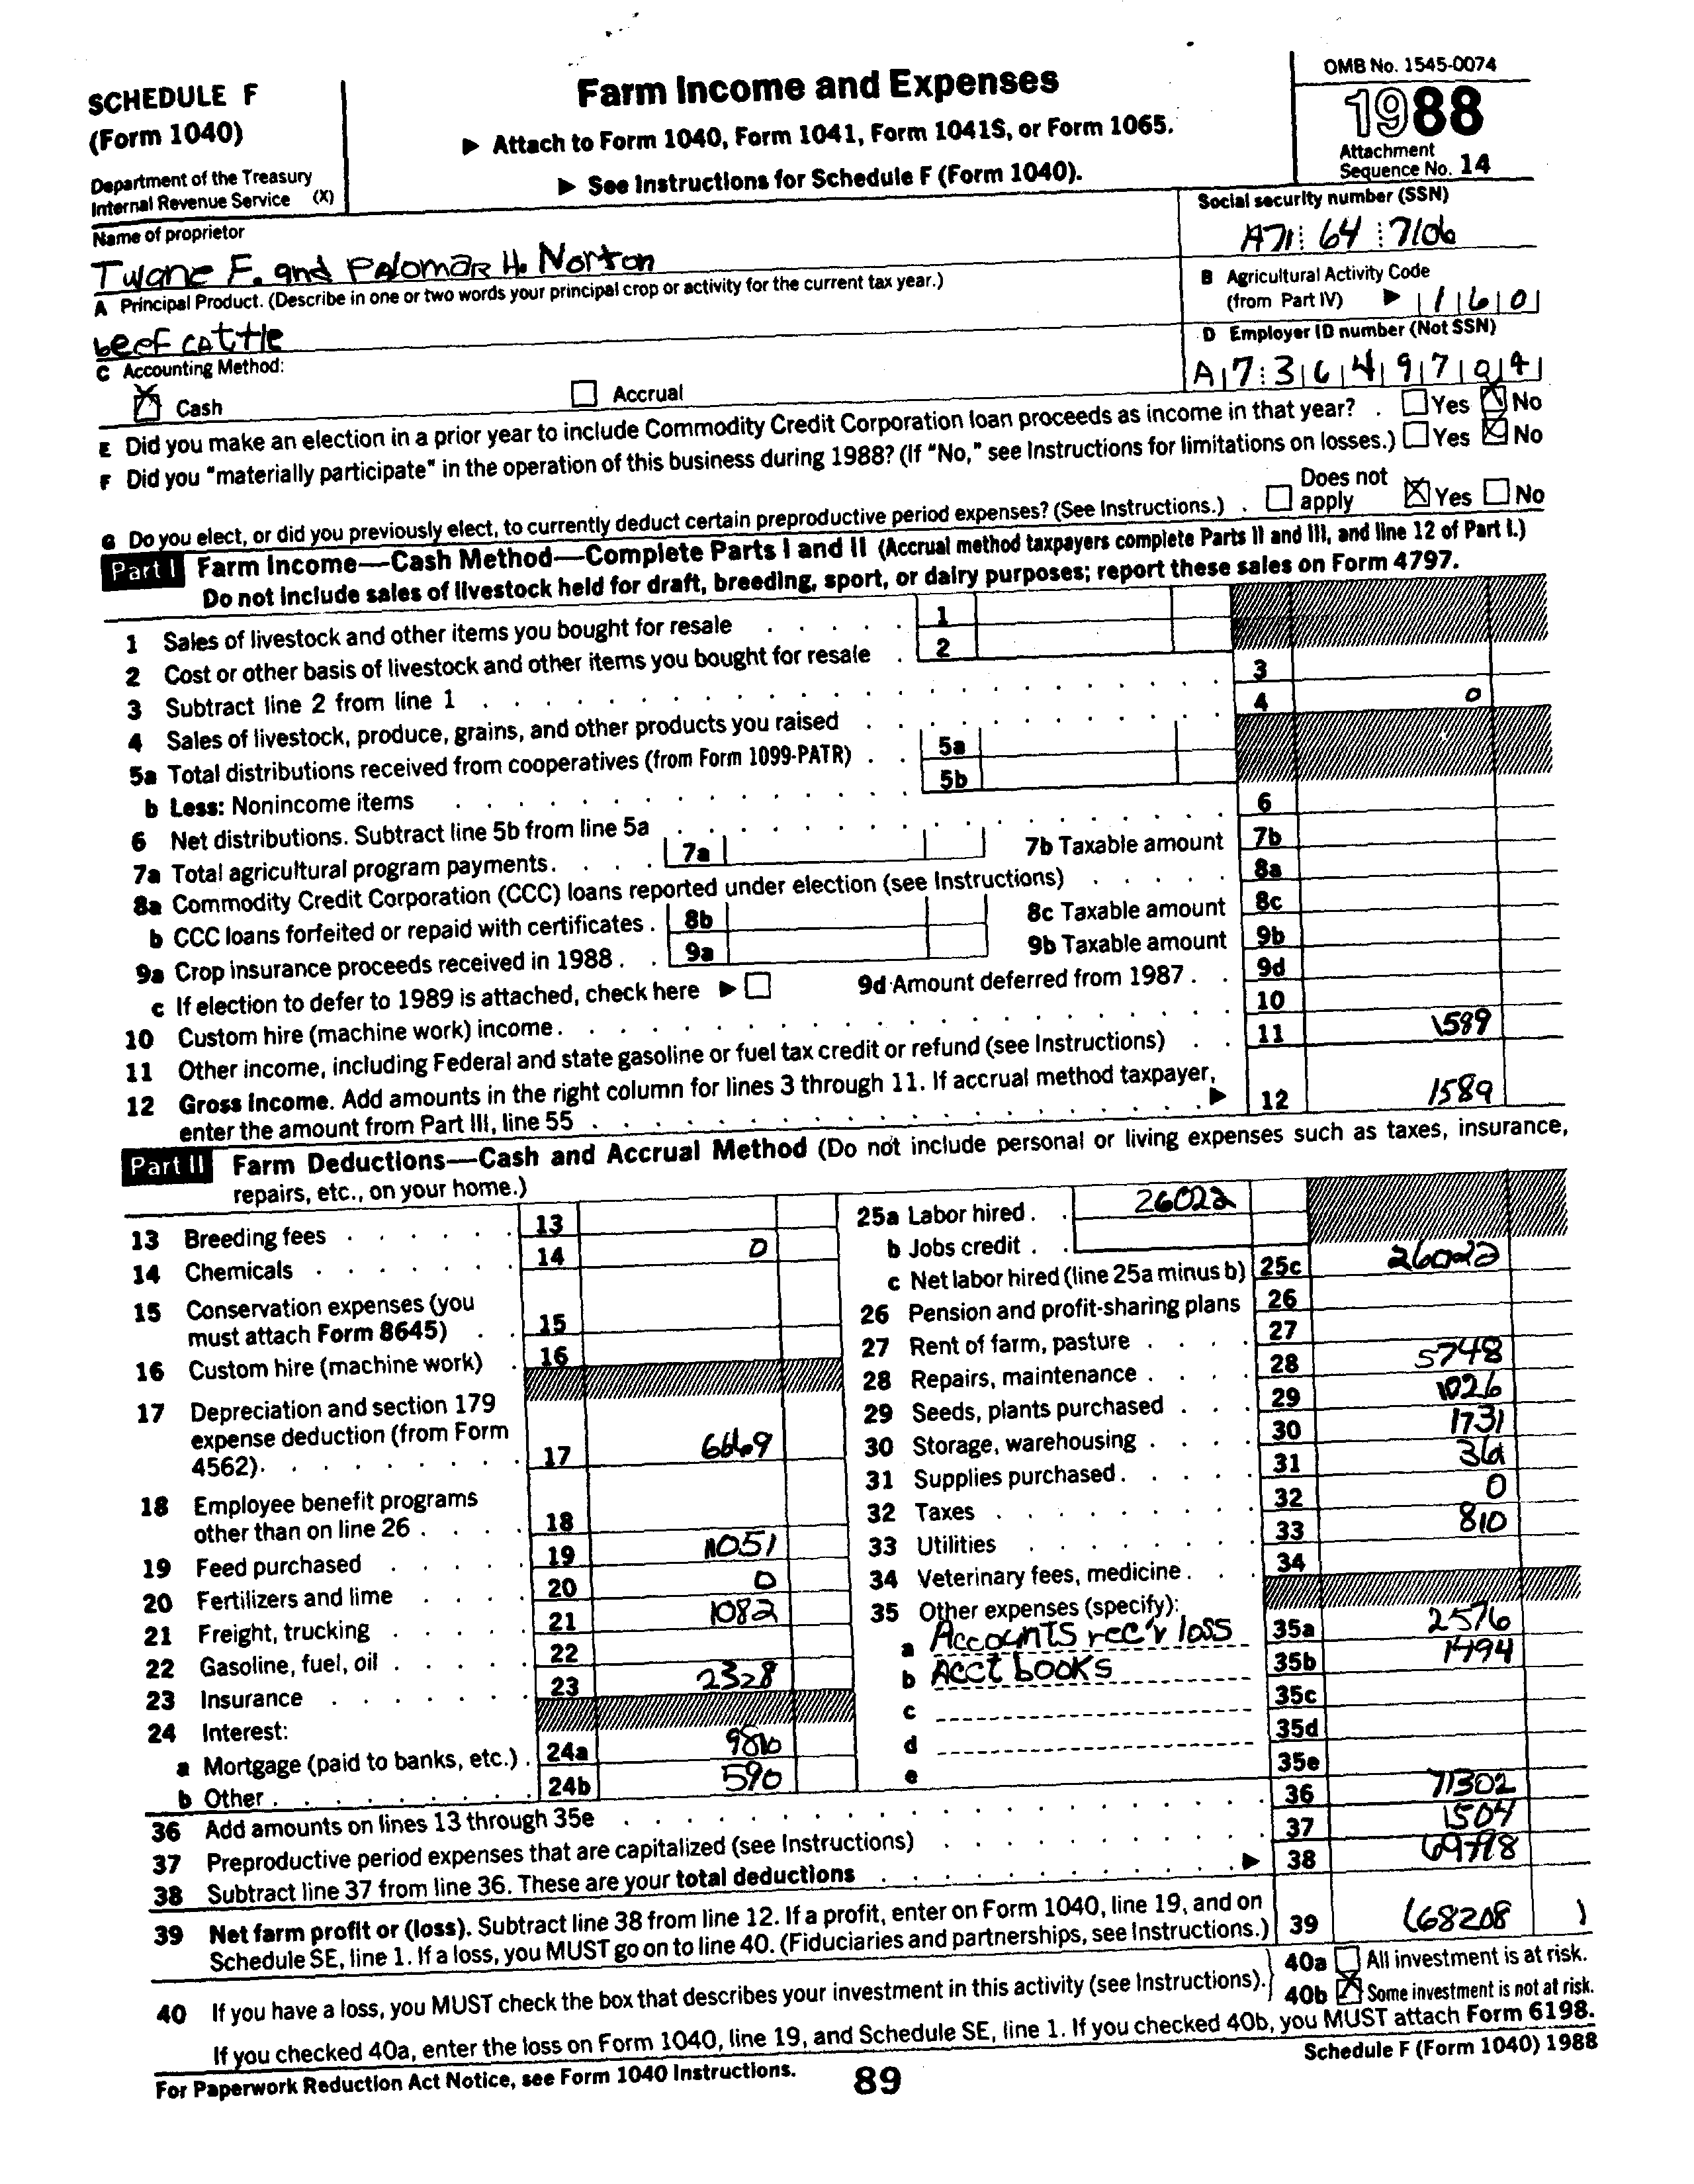 SCHEDULE F
(Form 1040)
Department of the Treasury
Internal Revenue Service (X)
Farm Income and Expenses
▶ Attach to Form 1040, Form 1041, Form 1041S, or Form 1065.
▶ See Instructions for Schedule F (Form 1040).
OMB No. 1545-0074
1988
Attachment
Sequence No. 14
Name of proprietor
Twane F. and Palomar H. Norton
Social security number (SSN)
A71 64 7106
A Principal Product. (Describe in one or two words your principal crop or activity for the current tax year.)
beef cattle
B Agricultural Activity Code
(from Part IV) ▶ 1 6 0
C Accounting Method:
Cash
Accrual
D Employer ID number (Not SSN)
A 7 3 6 4 9 7 0 4
E Did you make an election in a prior year to include Commodity Credit Corporation loan proceeds as income in that year? . Yes No
F Did you "materially participate" in the operation of this business during 1988? (If "No," see Instructions for limitations on losses.) Yes No
G Do you elect, or did you previously elect, to currently deduct certain preproductive period expenses? (See Instructions.) . Does not apply Yes No
Part I Farm Income—Cash Method—Complete Parts I and II (Accrual method taxpayers complete Parts II and III, and line 12 of Part I.)
Do not include sales of livestock held for draft, breeding, sport, or dairy purposes; report these sales on Form 4797.
1 Sales of livestock and other items you bought for resale 1
2 Cost or other basis of livestock and other items you bought for resale 2
3 Subtract line 2 from line 1 3
4 Sales of livestock, produce, grains, and other products you raised 4 0
5a Total distributions received from cooperatives (from Form 1099-PATR) 5a
b Less: Nonincome items 5b
6 Net distributions. Subtract line 5b from line 5a 6
7a Total agricultural program payments. 7a 7b Taxable amount 7b
8a Commodity Credit Corporation (CCC) loans reported under election (see Instructions) 8a
b CCC loans forfeited or repaid with certificates . 8b 8c Taxable amount 8c
9a Crop insurance proceeds received in 1988 . 9a 9b Taxable amount 9b
c If election to defer to 1989 is attached, check here ▶ 9d Amount deferred from 1987 . 9d
10 Custom hire (machine work) income . 10
11 Other income, including Federal and state gasoline or fuel tax credit or refund (see Instructions) 11 1589
12 Gross income. Add amounts in the right column for lines 3 through 11. If accrual method taxpayer,
enter the amount from Part III, line 55 ▶ 12 1589
Part II Farm Deductions—Cash and Accrual Method (Do not include personal or living expenses such as taxes, insurance,
repairs, etc., on your home.)
13 Breeding fees 13
14 Chemicals 14 0
15 Conservation expenses (you
must attach Form 8645) 15
16 Custom hire (machine work) 16
17 Depreciation and section 179
expense deduction (from Form
4562). 17 6669
18 Employee benefit programs
other than on line 26 18
19 Feed purchased 19 11051
20 Fertilizers and lime 20 0
21 Freight, trucking 21 1082
22 Gasoline, fuel, oil 22
23 Insurance 23 2328
24 Interest:
a Mortgage (paid to banks, etc.) . 24a 9810
b Other 24b 590
25a Labor hired . 26022
b Jobs credit .
c Net labor hired (line 25a minus b) 25c 26022
26 Pension and profit-sharing plans 26
27 Rent of farm, pasture 27
28 Repairs, maintenance 28 5748
29 Seeds, plants purchased 29 1026
30 Storage, warehousing 30 1731
31 Supplies purchased 31
32 Taxes 32 0
33 Utilities 33 810
34 Veterinary fees, medicine 34
35 Other expenses (specify):
a Accounts rec'v loss 35a 2576
b Acct books 35b 1494
c 35c
d 35d
e 35e
36 Add amounts on lines 13 through 35e 36 71302
37 Preproductive period expenses that are capitalized (see Instructions) 37 1504
38 Subtract line 37 from line 36. These are your total deductions ▶ 38 69798
39 Net farm profit or (loss). Subtract line 38 from line 12. If a profit, enter on Form 1040, line 19, and on
Schedule SE, line 1. If a loss, you MUST go on to line 40. (Fiduciaries and partnerships, see Instructions.) 39 (68208 )
40 If you have a loss, you MUST check the box that describes your investment in this activity (see Instructions). 40a All investment is at risk.
40b Some investment is not at risk.
If you checked 40a, enter the loss on Form 1040, line 19, and Schedule SE, line 1. If you checked 40b, you MUST attach Form 6198.
For Paperwork Reduction Act Notice, see Form 1040 Instructions.
89
Schedule F (Form 1040) 1988